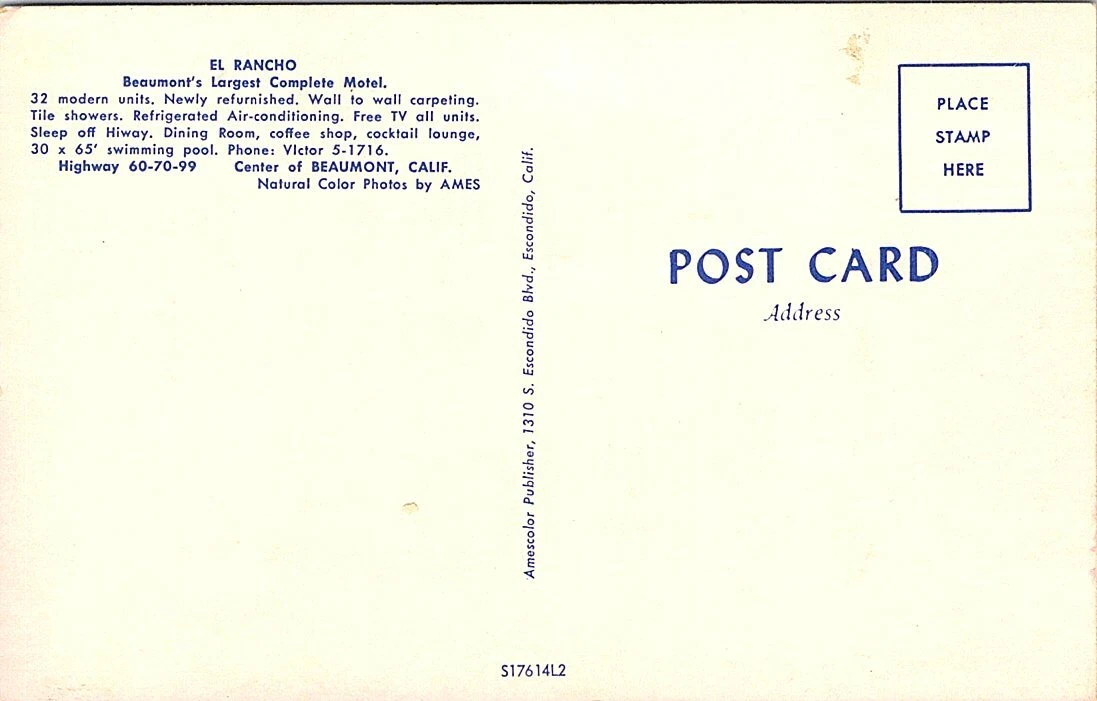 EL RANCHO
Beaumont's Largest Complete Motel.
32 modern units. Newly refurnished. Wall to wall carpeting.
Tile showers. Refrigerated Air-conditioning. Free TV all units.
Sleep off Hiway. Dining Room, coffee shop, cocktail lounge,
30 x 65' swimming pool. Phone: VIctor 5-1716.
Highway 60-70-99 Center of BEAUMONT, CALIF.
Natural Color Photos by AMES
Amescolor Publisher, 1310 S. Escondido Blvd., Escondido, Calif.
PLACE
STAMP
HERE
POST CARD
Address
S17614L2